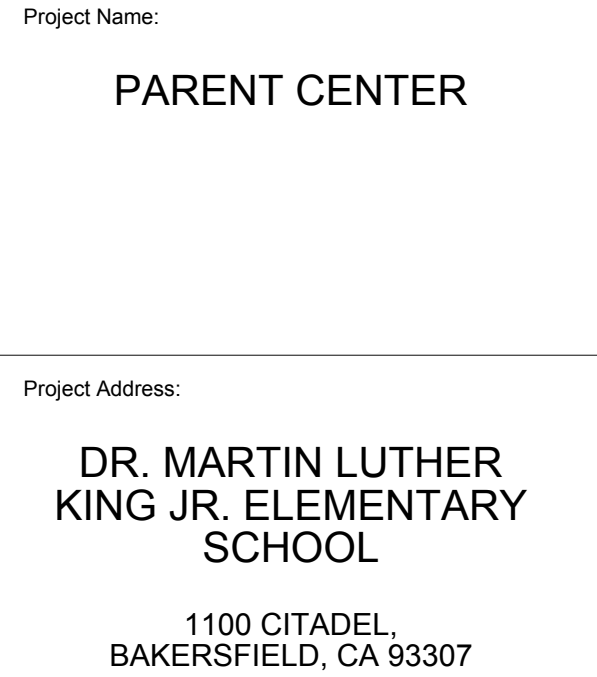 Project Name:
PARENT CENTER
Project Address:
DR. MARTIN LUTHER
KING JR. ELEMENTARY
SCHOOL
1100 CITADEL,
BAKERSFIELD, CA 93307